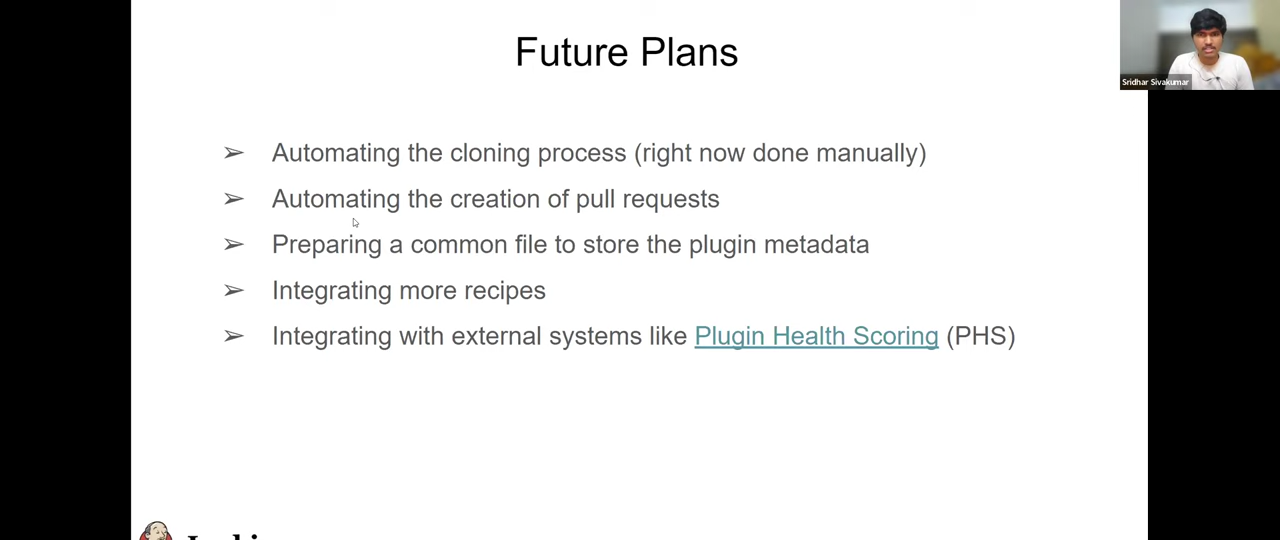 Future Plans
Sridhar Sivakumar
➢ Automating the cloning process (right now done manually)
➢ Automating the creation of pull requests
➢ Preparing a common file to store the plugin metadata
➢ Integrating more recipes
➢ Integrating with external systems like Plugin Health Scoring (PHS)